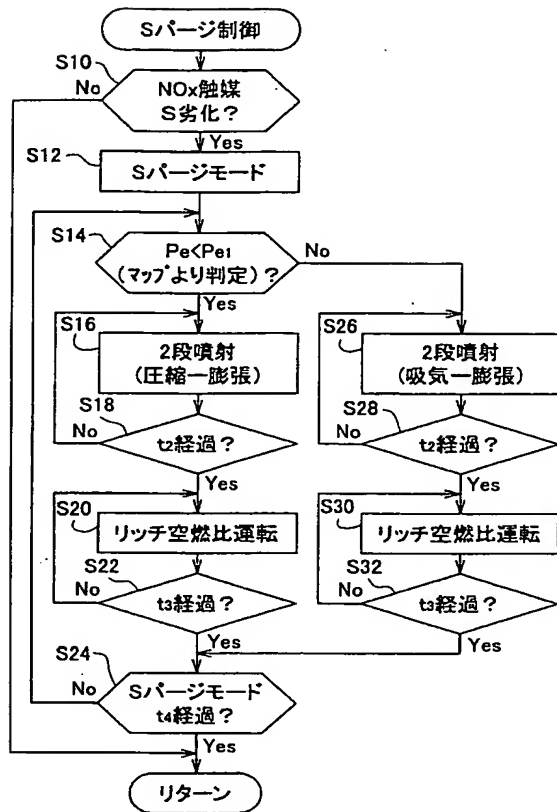 Sパージ制御
S10
No
NOx触媒
S劣化?
Yes
S12
Sパージモード
S14
Pe<Pe1
(マップより判定)?
No
Yes
S16
2段噴射
(圧縮ー膨張)
S26
2段噴射
(吸気ー膨張)
S18
No
t2経過?
Yes
S28
No
t2経過?
Yes
S20
リッチ空燃比運転
S30
リッチ空燃比運転
S22
No
t3経過?
Yes
S32
No
t3経過?
Yes
S24
No
Sパージモード
t4経過?
Yes
リターン